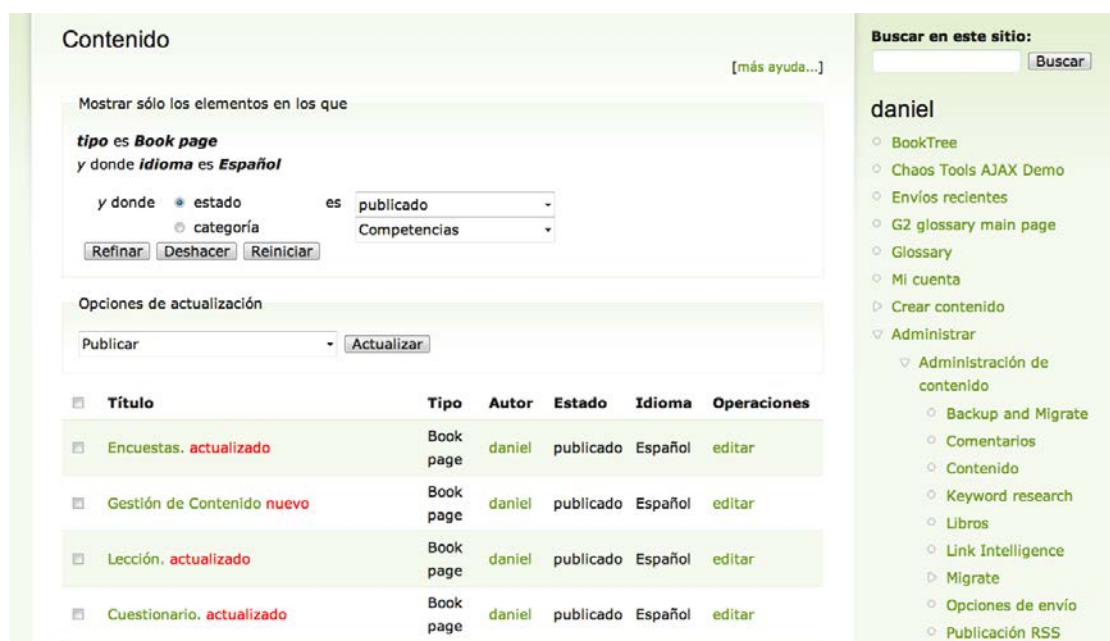 Contenido
[más ayuda...]
Mostrar sólo los elementos en los que
tipo es Book page
y donde idioma es Español
y donde estado es publicado
categoría Competencias
Refinar Deshacer Reiniciar
Opciones de actualización
Publicar Actualizar
Título Tipo Autor Estado Idioma Operaciones
Encuestas. actualizado Book page daniel publicado Español editar
Gestión de Contenido nuevo Book page daniel publicado Español editar
Lección. actualizado Book page daniel publicado Español editar
Cuestionario. actualizado Book page daniel publicado Español editar
Buscar en este sitio:
Buscar
daniel
BookTree
Chaos Tools AJAX Demo
Envíos recientes
G2 glossary main page
Glossary
Mi cuenta
Crear contenido
Administrar
Administración de
contenido
Backup and Migrate
Comentarios
Contenido
Keyword research
Libros
Link Intelligence
Migrate
Opciones de envío
Publicación RSS